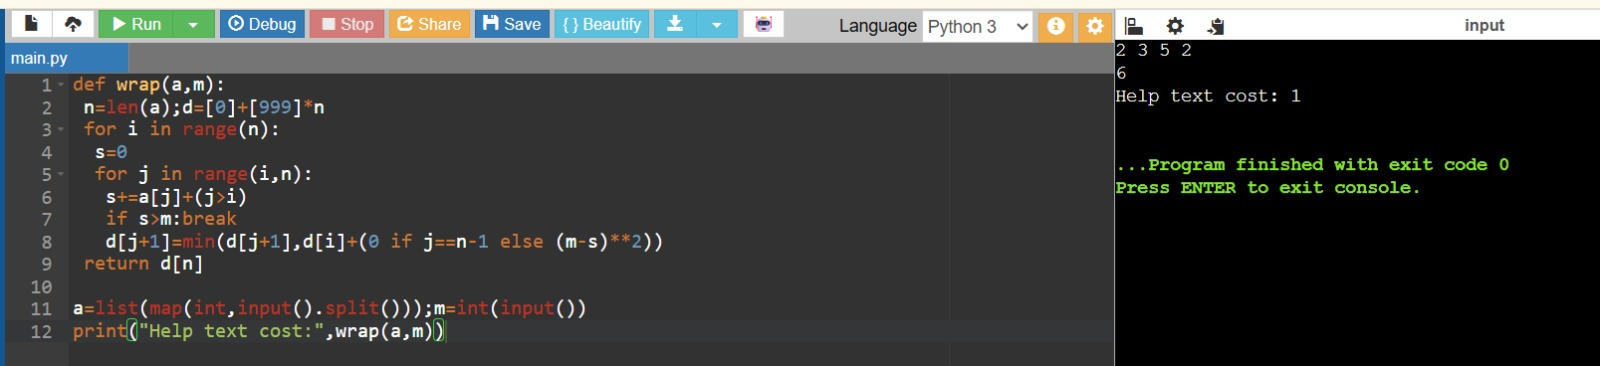 Run Debug Stop Share Save { } Beautify Language Python 3 input
main.py
1 def wrap(a,m):
2  n=len(a);d=[0]+[999]*n
3  for i in range(n):
4   s=0
5   for j in range(i,n):
6    s+=a[j]+(j>i)
7    if s>m:break
8    d[j+1]=min(d[j+1],d[i]+(0 if j==n-1 else (m-s)**2))
9  return d[n]
10
11 a=list(map(int,input().split()));m=int(input())
12 print("Help text cost:",wrap(a,m))
2 3 5 2
6
Help text cost: 1
...Program finished with exit code 0
Press ENTER to exit console.